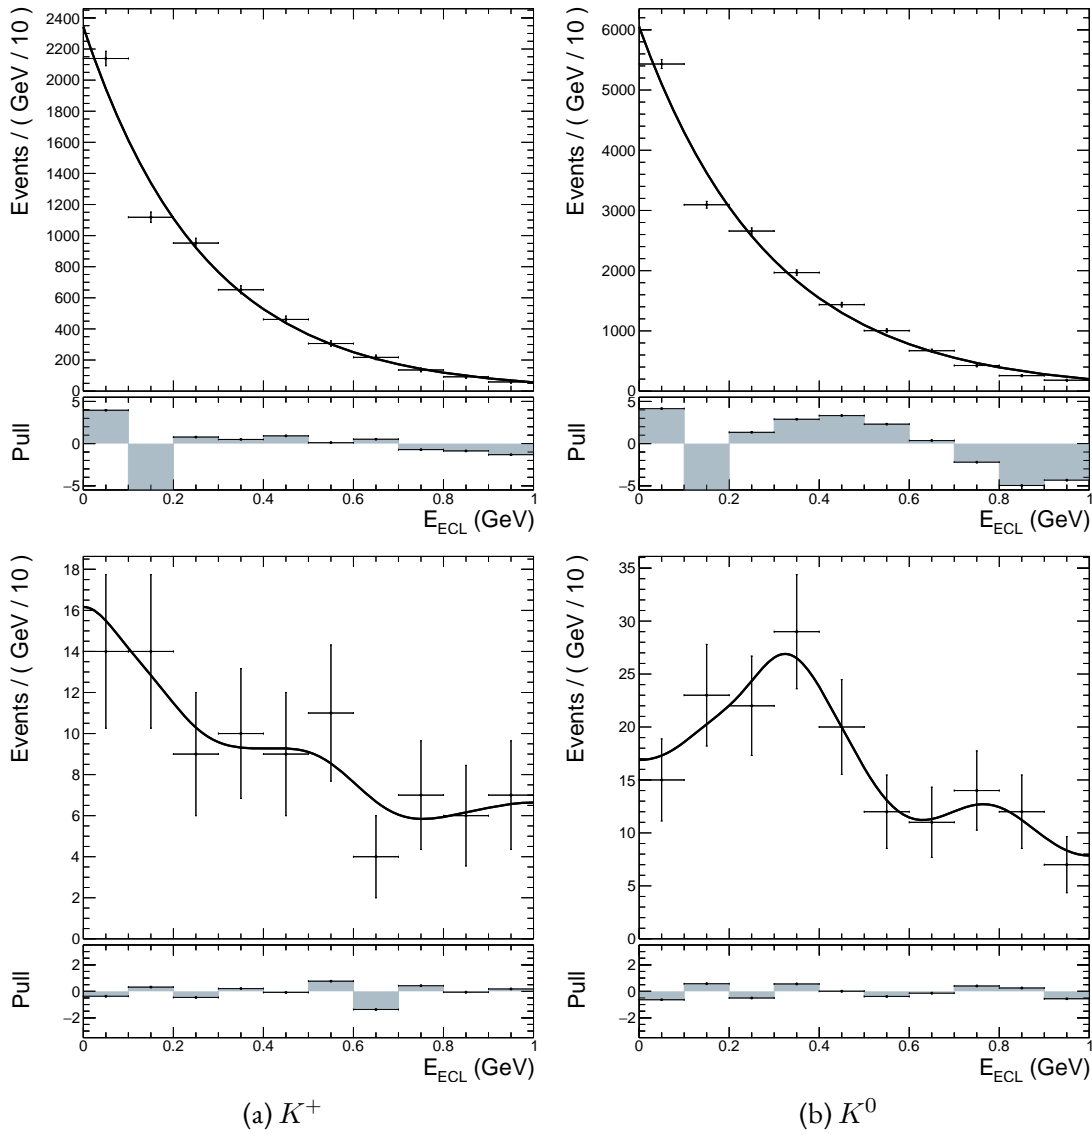 Events / ( GeV / 10 )
2400
2200
2000
1800
1600
1400
1200
1000
800
600
400
200
0
Pull
5
0
−5
0 0.2 0.4 0.6 0.8 1
E_ECL (GeV)
Events / ( GeV / 10 )
6000
5000
4000
3000
2000
1000
0
Pull
5
0
−5
0 0.2 0.4 0.6 0.8 1
E_ECL (GeV)
Events / ( GeV / 10 )
18
16
14
12
10
8
6
4
2
0
Pull
2
0
−2
0 0.2 0.4 0.6 0.8 1
E_ECL (GeV)
Events / ( GeV / 10 )
35
30
25
20
15
10
5
0
Pull
2
0
−2
0 0.2 0.4 0.6 0.8 1
E_ECL (GeV)
(a) K⁺
(b) K⁰